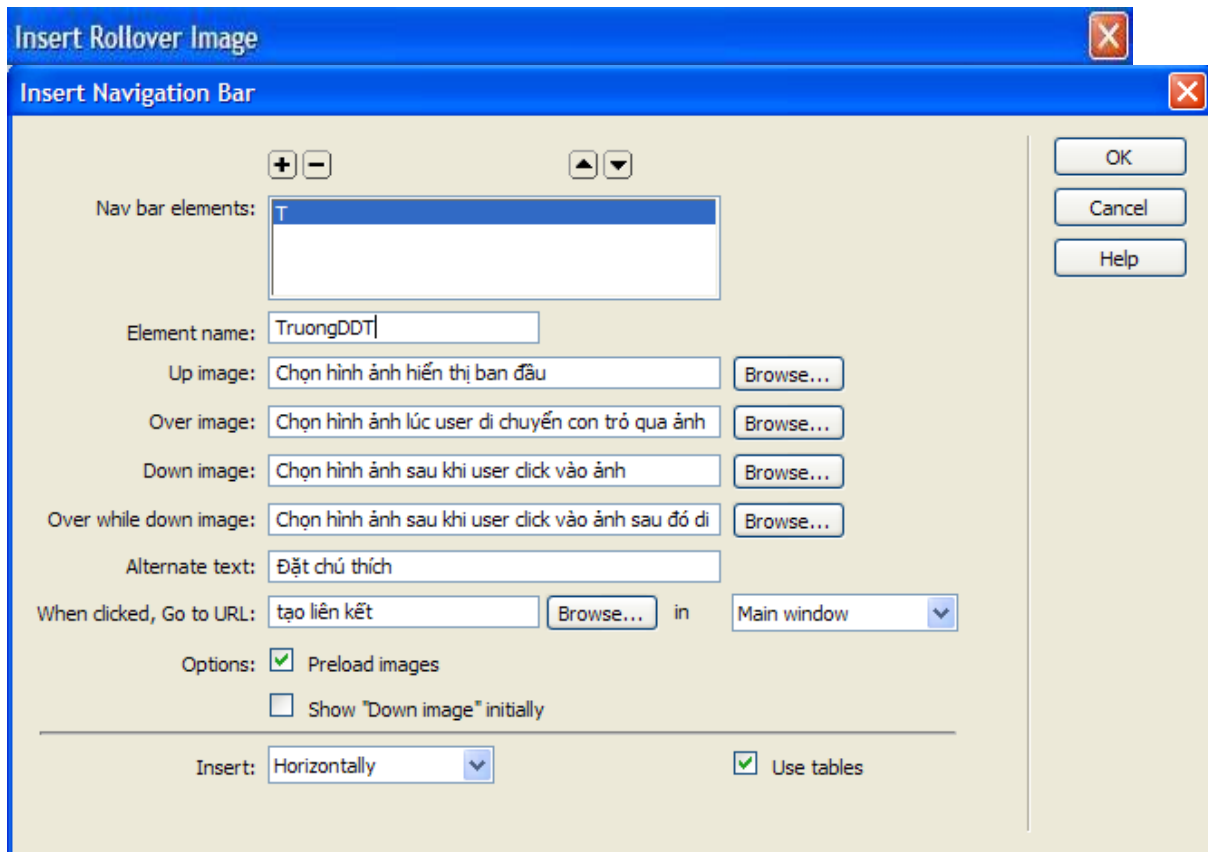 Insert Rollover Image
Insert Navigation Bar
OK
Nav bar elements: T
Cancel
Help
Element name: TruongDDT
Up image: Chọn hình ảnh hiển thị ban đầu Browse...
Over image: Chọn hình ảnh lúc user di chuyển con trỏ qua ảnh Browse...
Down image: Chọn hình ảnh sau khi user click vào ảnh Browse...
Over while down image: Chọn hình ảnh sau khi user click vào ảnh sau đó di Browse...
Alternate text: Đặt chú thích
When clicked, Go to URL: tạo liên kết Browse... in Main window
Options: Preload images
Show "Down image" initially
Insert: Horizontally Use tables